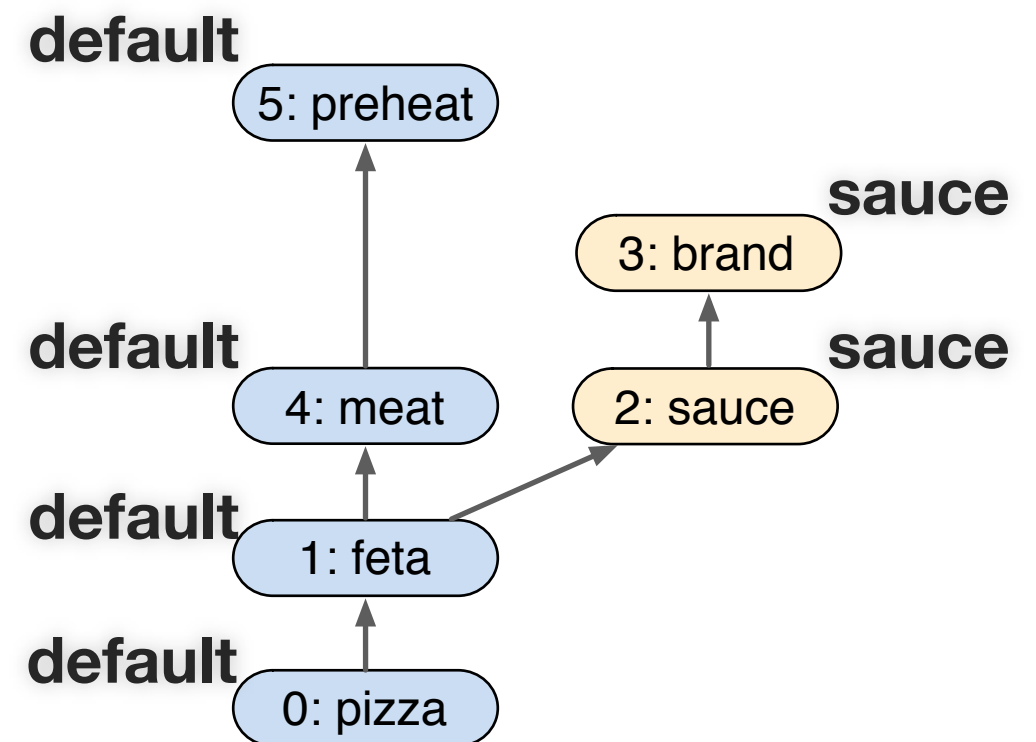 default
5: preheat
sauce
3: brand
default
sauce
4: meat
2: sauce
default
1: feta
default
0: pizza